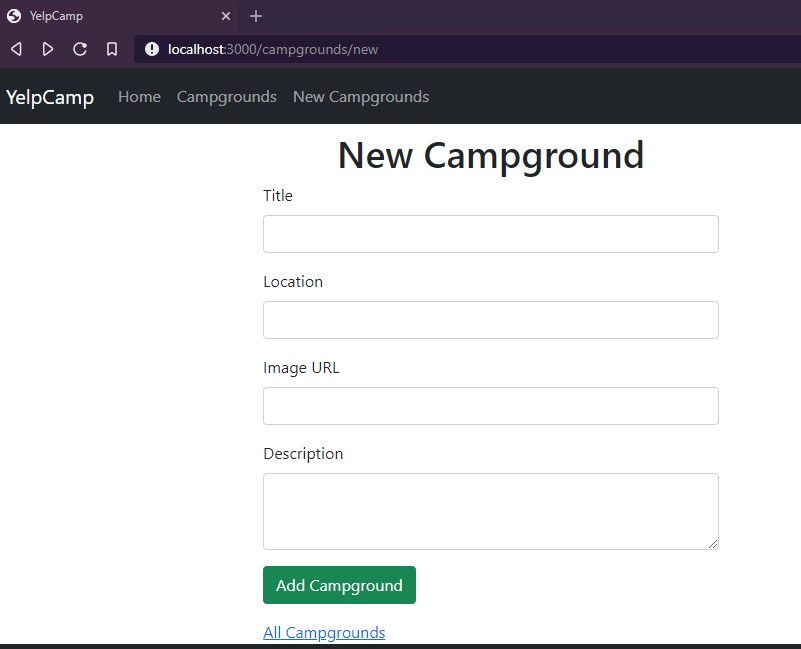 YelpCamp
localhost:3000/campgrounds/new
YelpCamp Home Campgrounds New Campgrounds
New Campground
Title
Location
Image URL
Description
Add Campground
All Campgrounds